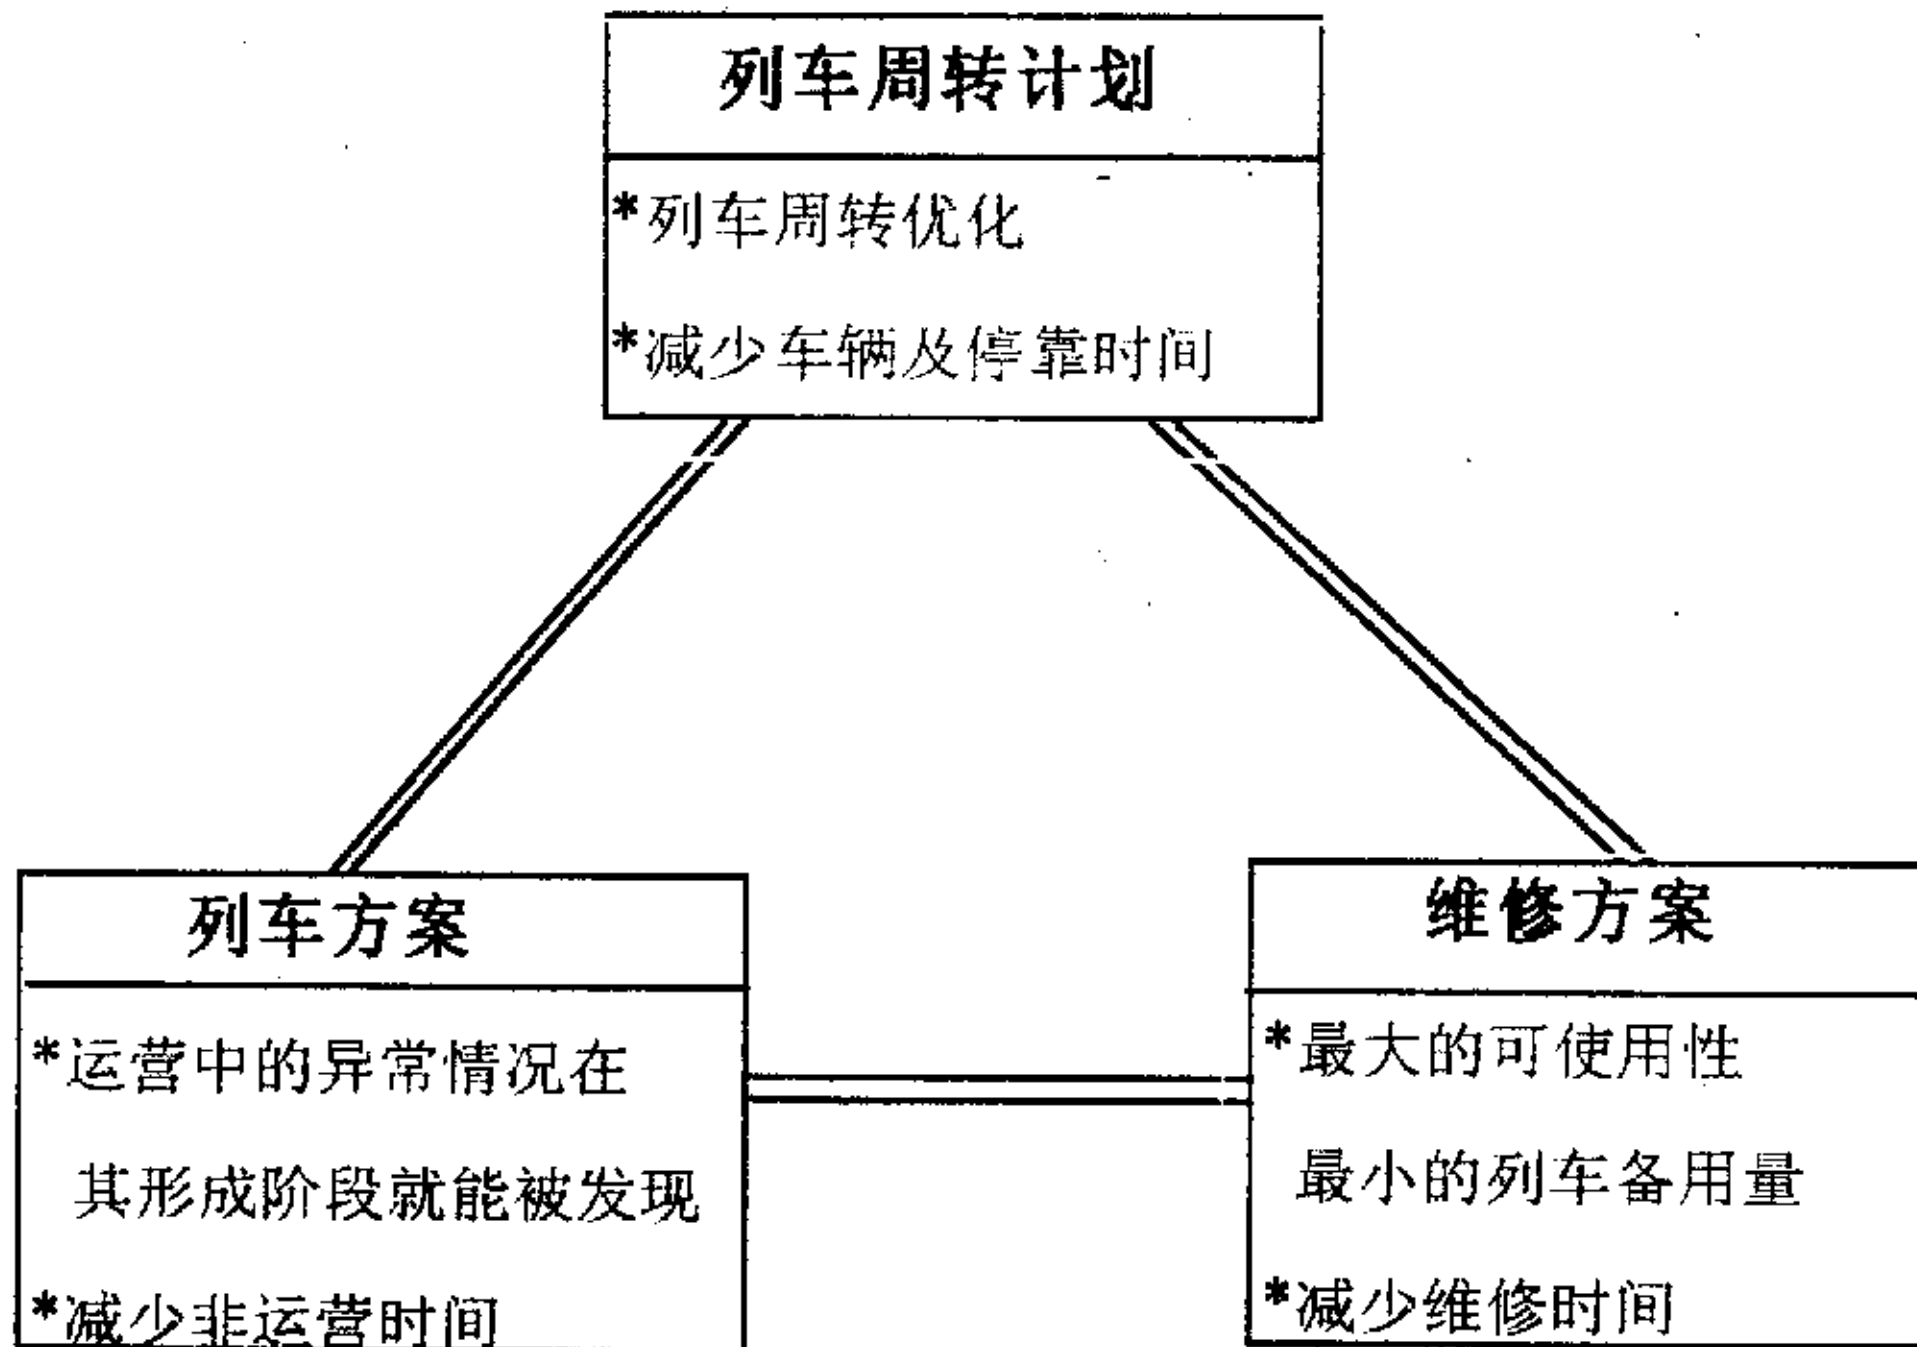 列车周转计划
*列车周转优化
*减少车辆及停靠时间
列车方案
*运营中的异常情况在
其形成阶段就能被发现
*减少非运营时间
维修方案
*最大的可使用性
最小的列车备用量
*减少维修时间